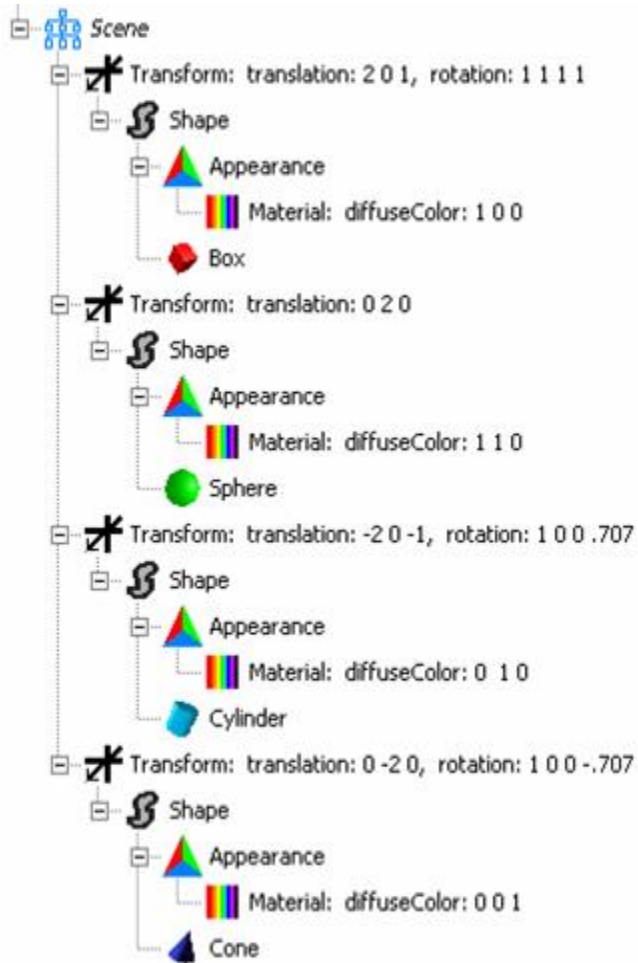 Scene
Transform: translation: 2 0 1, rotation: 1 1 1 1
Shape
Appearance
Material: diffuseColor: 1 0 0
Box
Transform: translation: 0 2 0
Shape
Appearance
Material: diffuseColor: 1 1 0
Sphere
Transform: translation: -2 0 -1, rotation: 1 0 0 .707
Shape
Appearance
Material: diffuseColor: 0 1 0
Cylinder
Transform: translation: 0 -2 0, rotation: 1 0 0 -.707
Shape
Appearance
Material: diffuseColor: 0 0 1
Cone